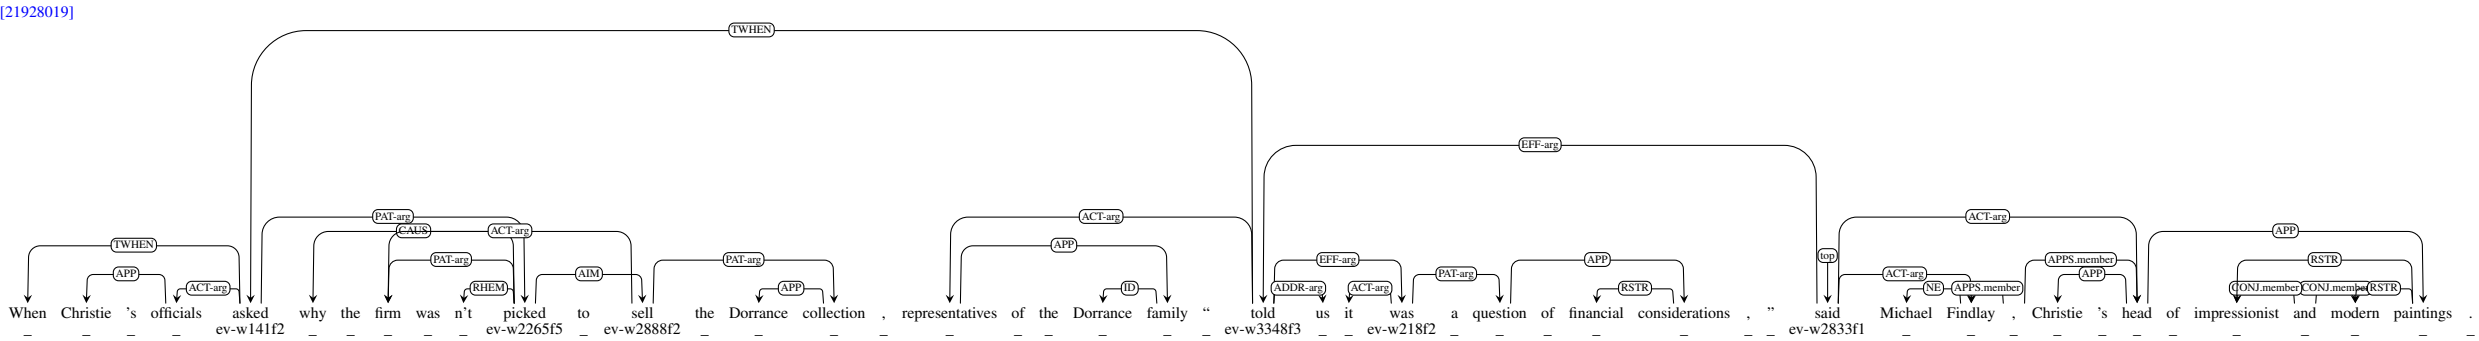 [21928019]
TWHEN
EFF-arg
PAT-arg ACT-arg ACT-arg
CAUS ACT-arg APP
TWHEN APP top
PAT-arg PAT-arg EFF-arg APP APPS.member RSTR
APP AIM PAT-arg ACT-arg APP
ACT-arg RHEM APP ID ADDR-arg ACT-arg RSTR NE APPS.member CONJ.member CONJ.member RSTR
When Christie 's officials asked why the firm was n't picked to sell the Dorrance collection , representatives of the Dorrance family “ told us it was a question of financial considerations , ” said Michael Findlay , Christie 's head of impressionist and modern paintings .
_ _ _ _ ev-w141f2 _ _ _ _ _ ev-w2265f5 _ ev-w2888f2 _ _ _ _ _ _ _ _ _ _ ev-w3348f3 _ _ ev-w218f2 _ _ _ _ _ _ _ ev-w2833f1 _ _ _ _ _ _ _ _ _ _ _ _